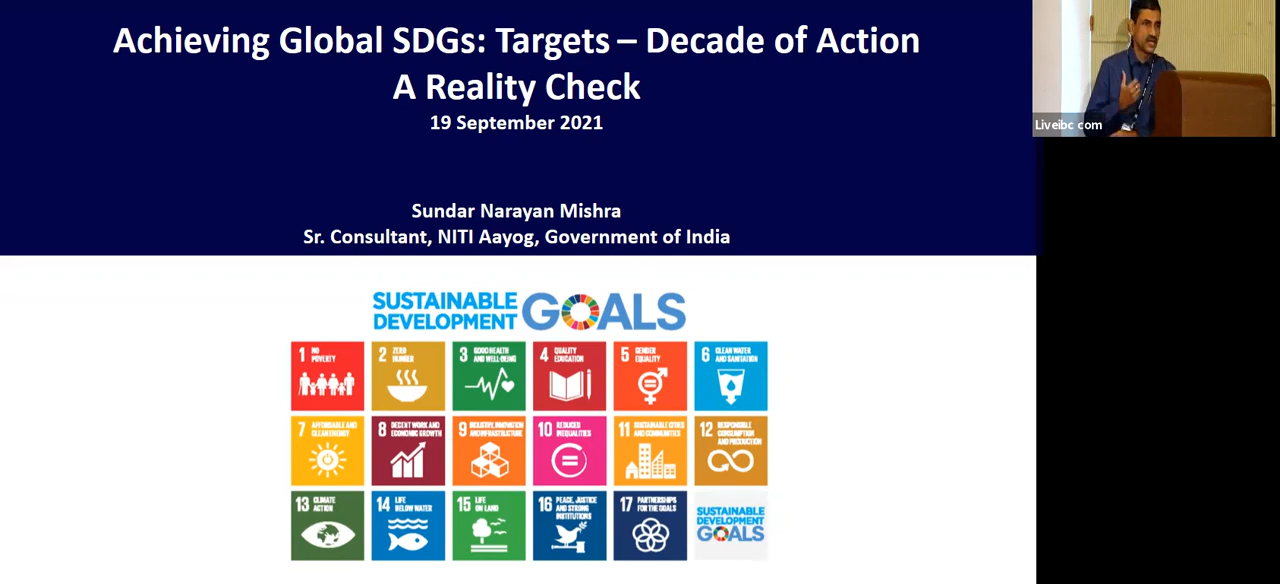 Achieving Global SDGs: Targets – Decade of Action
A Reality Check
19 September 2021
Sundar Narayan Mishra
Sr. Consultant, NITI Aayog, Government of India
Liveibc com
SUSTAINABLE
DEVELOPMENT
GOALS
1 NO
POVERTY
2 ZERO
HUNGER
3 GOOD HEALTH
AND WELL-BEING
4 QUALITY
EDUCATION
5 GENDER
EQUALITY
6 CLEAN WATER
AND SANITATION
7 AFFORDABLE AND
CLEAN ENERGY
8 DECENT WORK AND
ECONOMIC GROWTH
9 INDUSTRY, INNOVATION
AND INFRASTRUCTURE
10 REDUCED
INEQUALITIES
11 SUSTAINABLE CITIES
AND COMMUNITIES
12 RESPONSIBLE
CONSUMPTION
AND PRODUCTION
13 CLIMATE
ACTION
14 LIFE
BELOW WATER
15 LIFE
ON LAND
16 PEACE, JUSTICE
AND STRONG
INSTITUTIONS
17 PARTNERSHIPS
FOR THE GOALS
SUSTAINABLE
DEVELOPMENT
GOALS